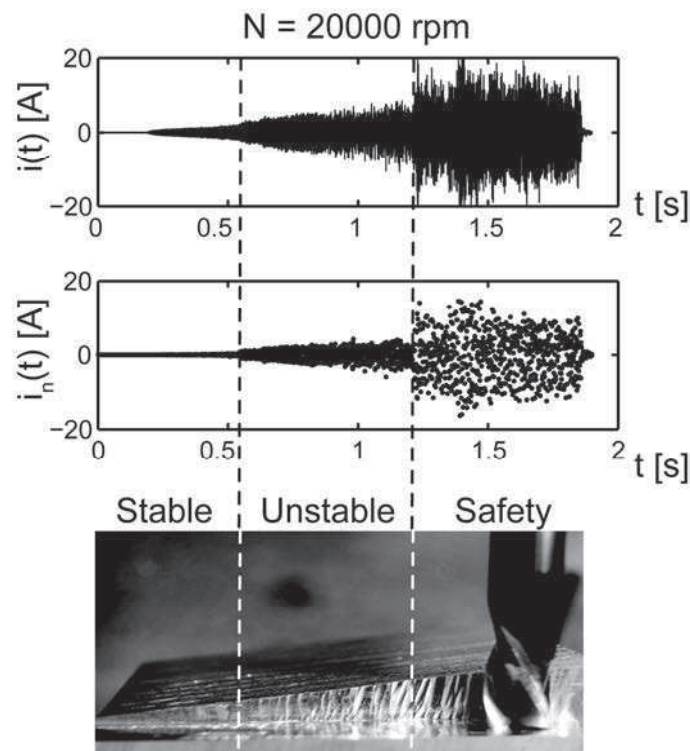 N = 20000 rpm
i(t) [A]
20
0
−20
0 0.5 1 1.5 2
t [s]
i_n(t) [A]
20
0
−20
0 0.5 1 1.5 2
t [s]
Stable Unstable Safety